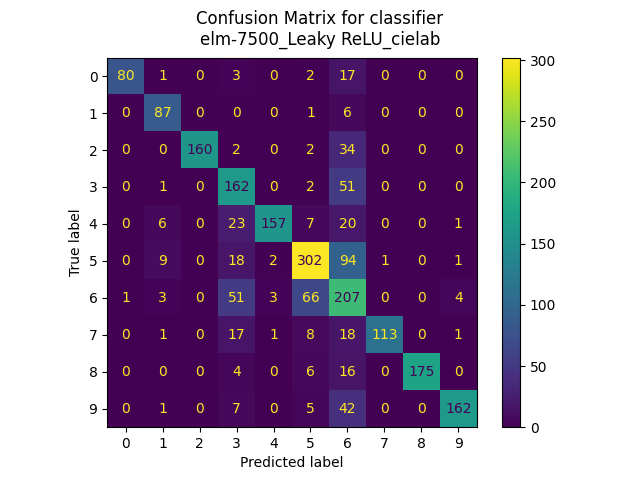 Confusion Matrix for classifier
elm-7500_Leaky ReLU_cielab
0 80 1 0 3 0 2 17 0 0 0
1 0 87 0 0 0 1 6 0 0 0
2 0 0 160 2 0 2 34 0 0 0
3 0 1 0 162 0 2 51 0 0 0
4 0 6 0 23 157 7 20 0 0 1
5 0 9 0 18 2 302 94 1 0 1
6 1 3 0 51 3 66 207 0 0 4
7 0 1 0 17 1 8 18 113 0 1
8 0 0 0 4 0 6 16 0 175 0
9 0 1 0 7 0 5 42 0 0 162
0 1 2 3 4 5 6 7 8 9
Predicted label
True label
300
250
200
150
100
50
0